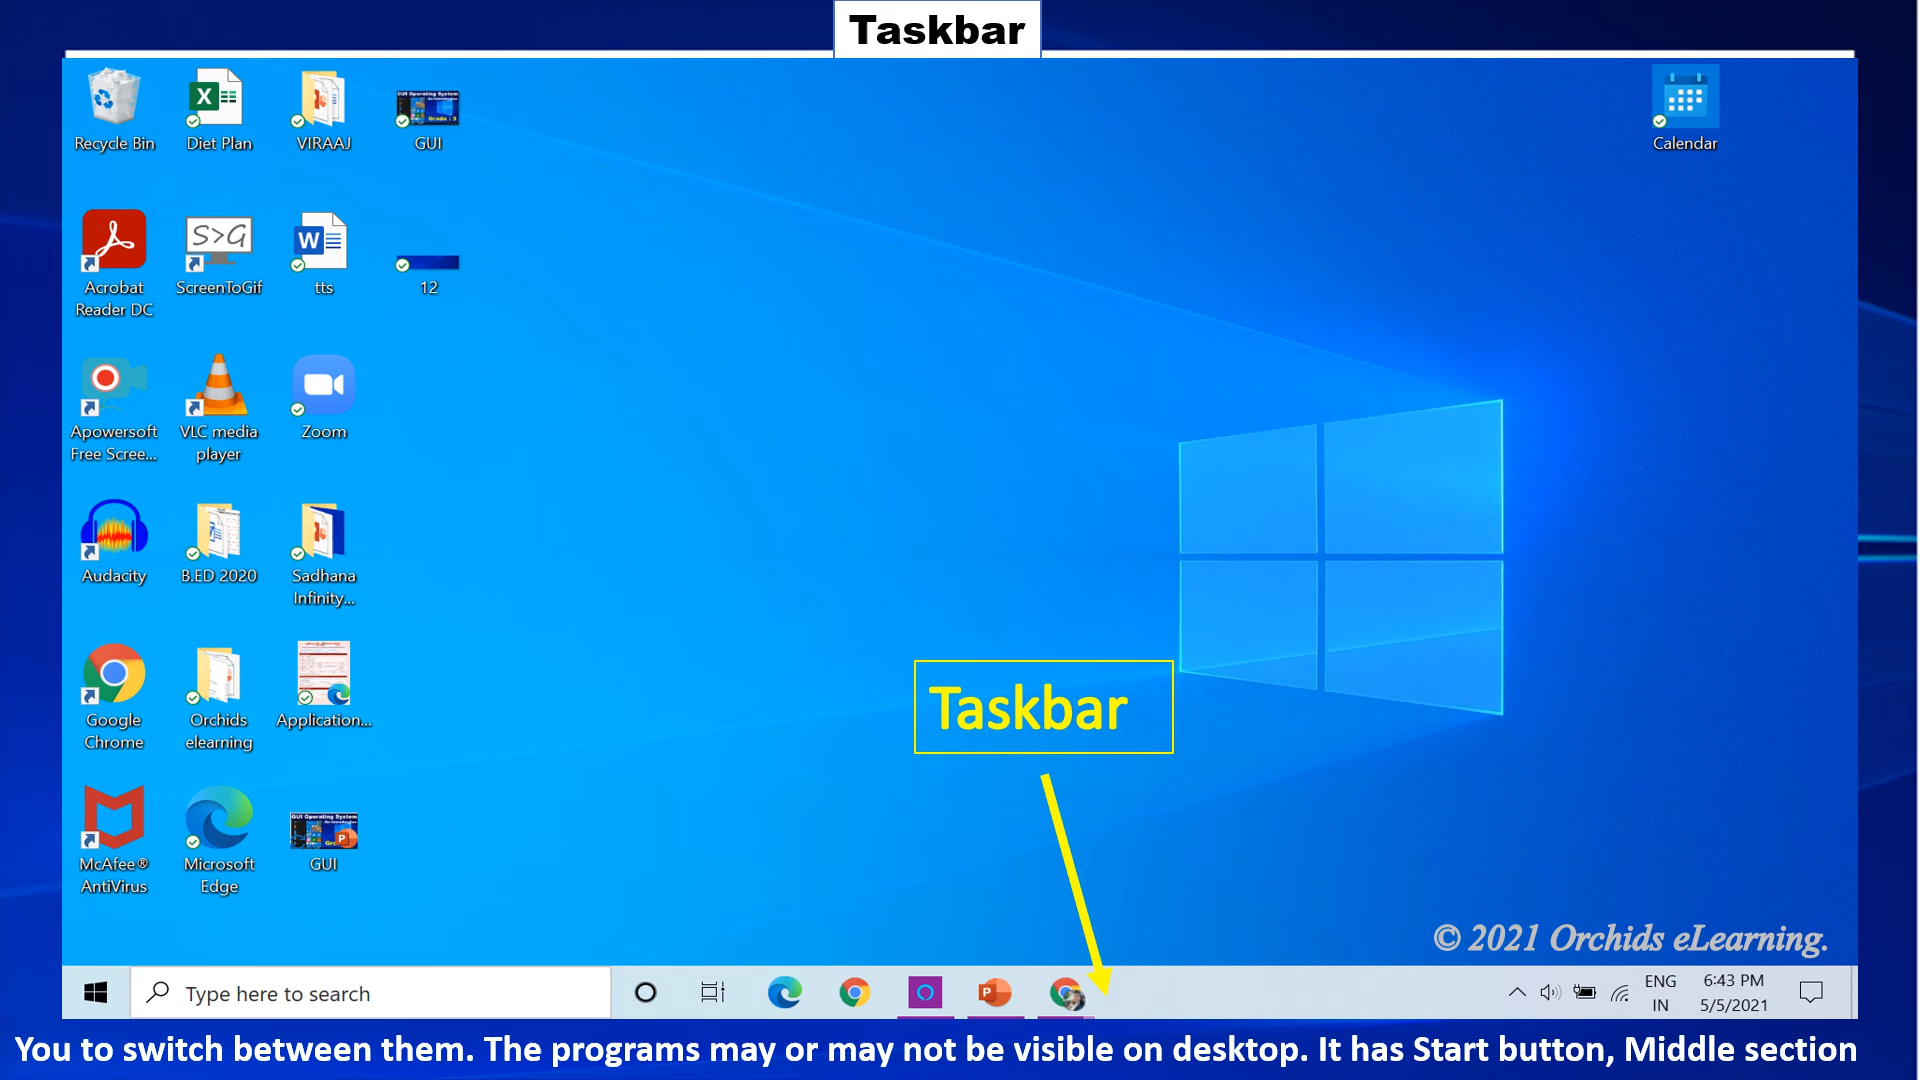 Taskbar
Recycle Bin
Diet Plan
VIRAAJ
GUI
Calendar
Acrobat
Reader DC
S>G
ScreenToGif
tts
12
Apowersoft
Free Scree...
VLC media
player
Zoom
Audacity
B.ED 2020
Sadhana
Infinity...
Google
Chrome
Orchids
elearning
Application...
McAfee®
AntiVirus
Microsoft
Edge
GUI Operating System
GUI
Taskbar
© 2021 Orchids eLearning.
Type here to search
ENG
IN
6:43 PM
5/5/2021
You to switch between them. The programs may or may not be visible on desktop. It has Start button, Middle section